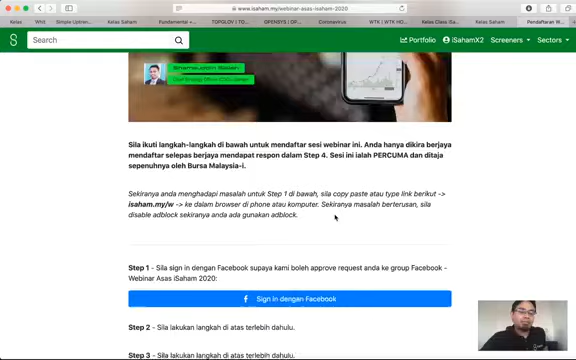 www.isaham.my/webinar-asas-isaham-2020
Kelas Whit Simple Uptren... Kelas Saham Fundamental + ... TOPGLOV | TO... OPENSYS | OP... Coronavirus WTK | WTK HO... Kelas Class iSa... Kelas Saham Pendaftaran W...
S Search Portfolio iSahamX2 Screeners Sectors
Sila ikuti langkah-langkah di bawah untuk mendaftar sesi webinar ini. Anda hanya dikira berjaya
mendaftar selepas berjaya mendapat respon dalam Step 4. Sesi ini ialah PERCUMA dan ditaja
sepenuhnya oleh Bursa Malaysia-i.
Sekiranya anda menghadapi masalah untuk Step 1 di bawah, sila copy paste atau type link berikut ->
isaham.my/w -> ke dalam browser di phone atau komputer. Sekiranya masalah berterusan, sila
disable adblock sekiranya anda ada gunakan adblock.
Step 1 - Sila sign in dengan Facebook supaya kami boleh approve request anda ke group Facebook -
Webinar Asas iSaham 2020:
f Sign in dengan Facebook
Step 2 - Sila lakukan langkah di atas terlebih dahulu.
Step 3 - Sila lakukan langkah di atas terlebih dahulu.